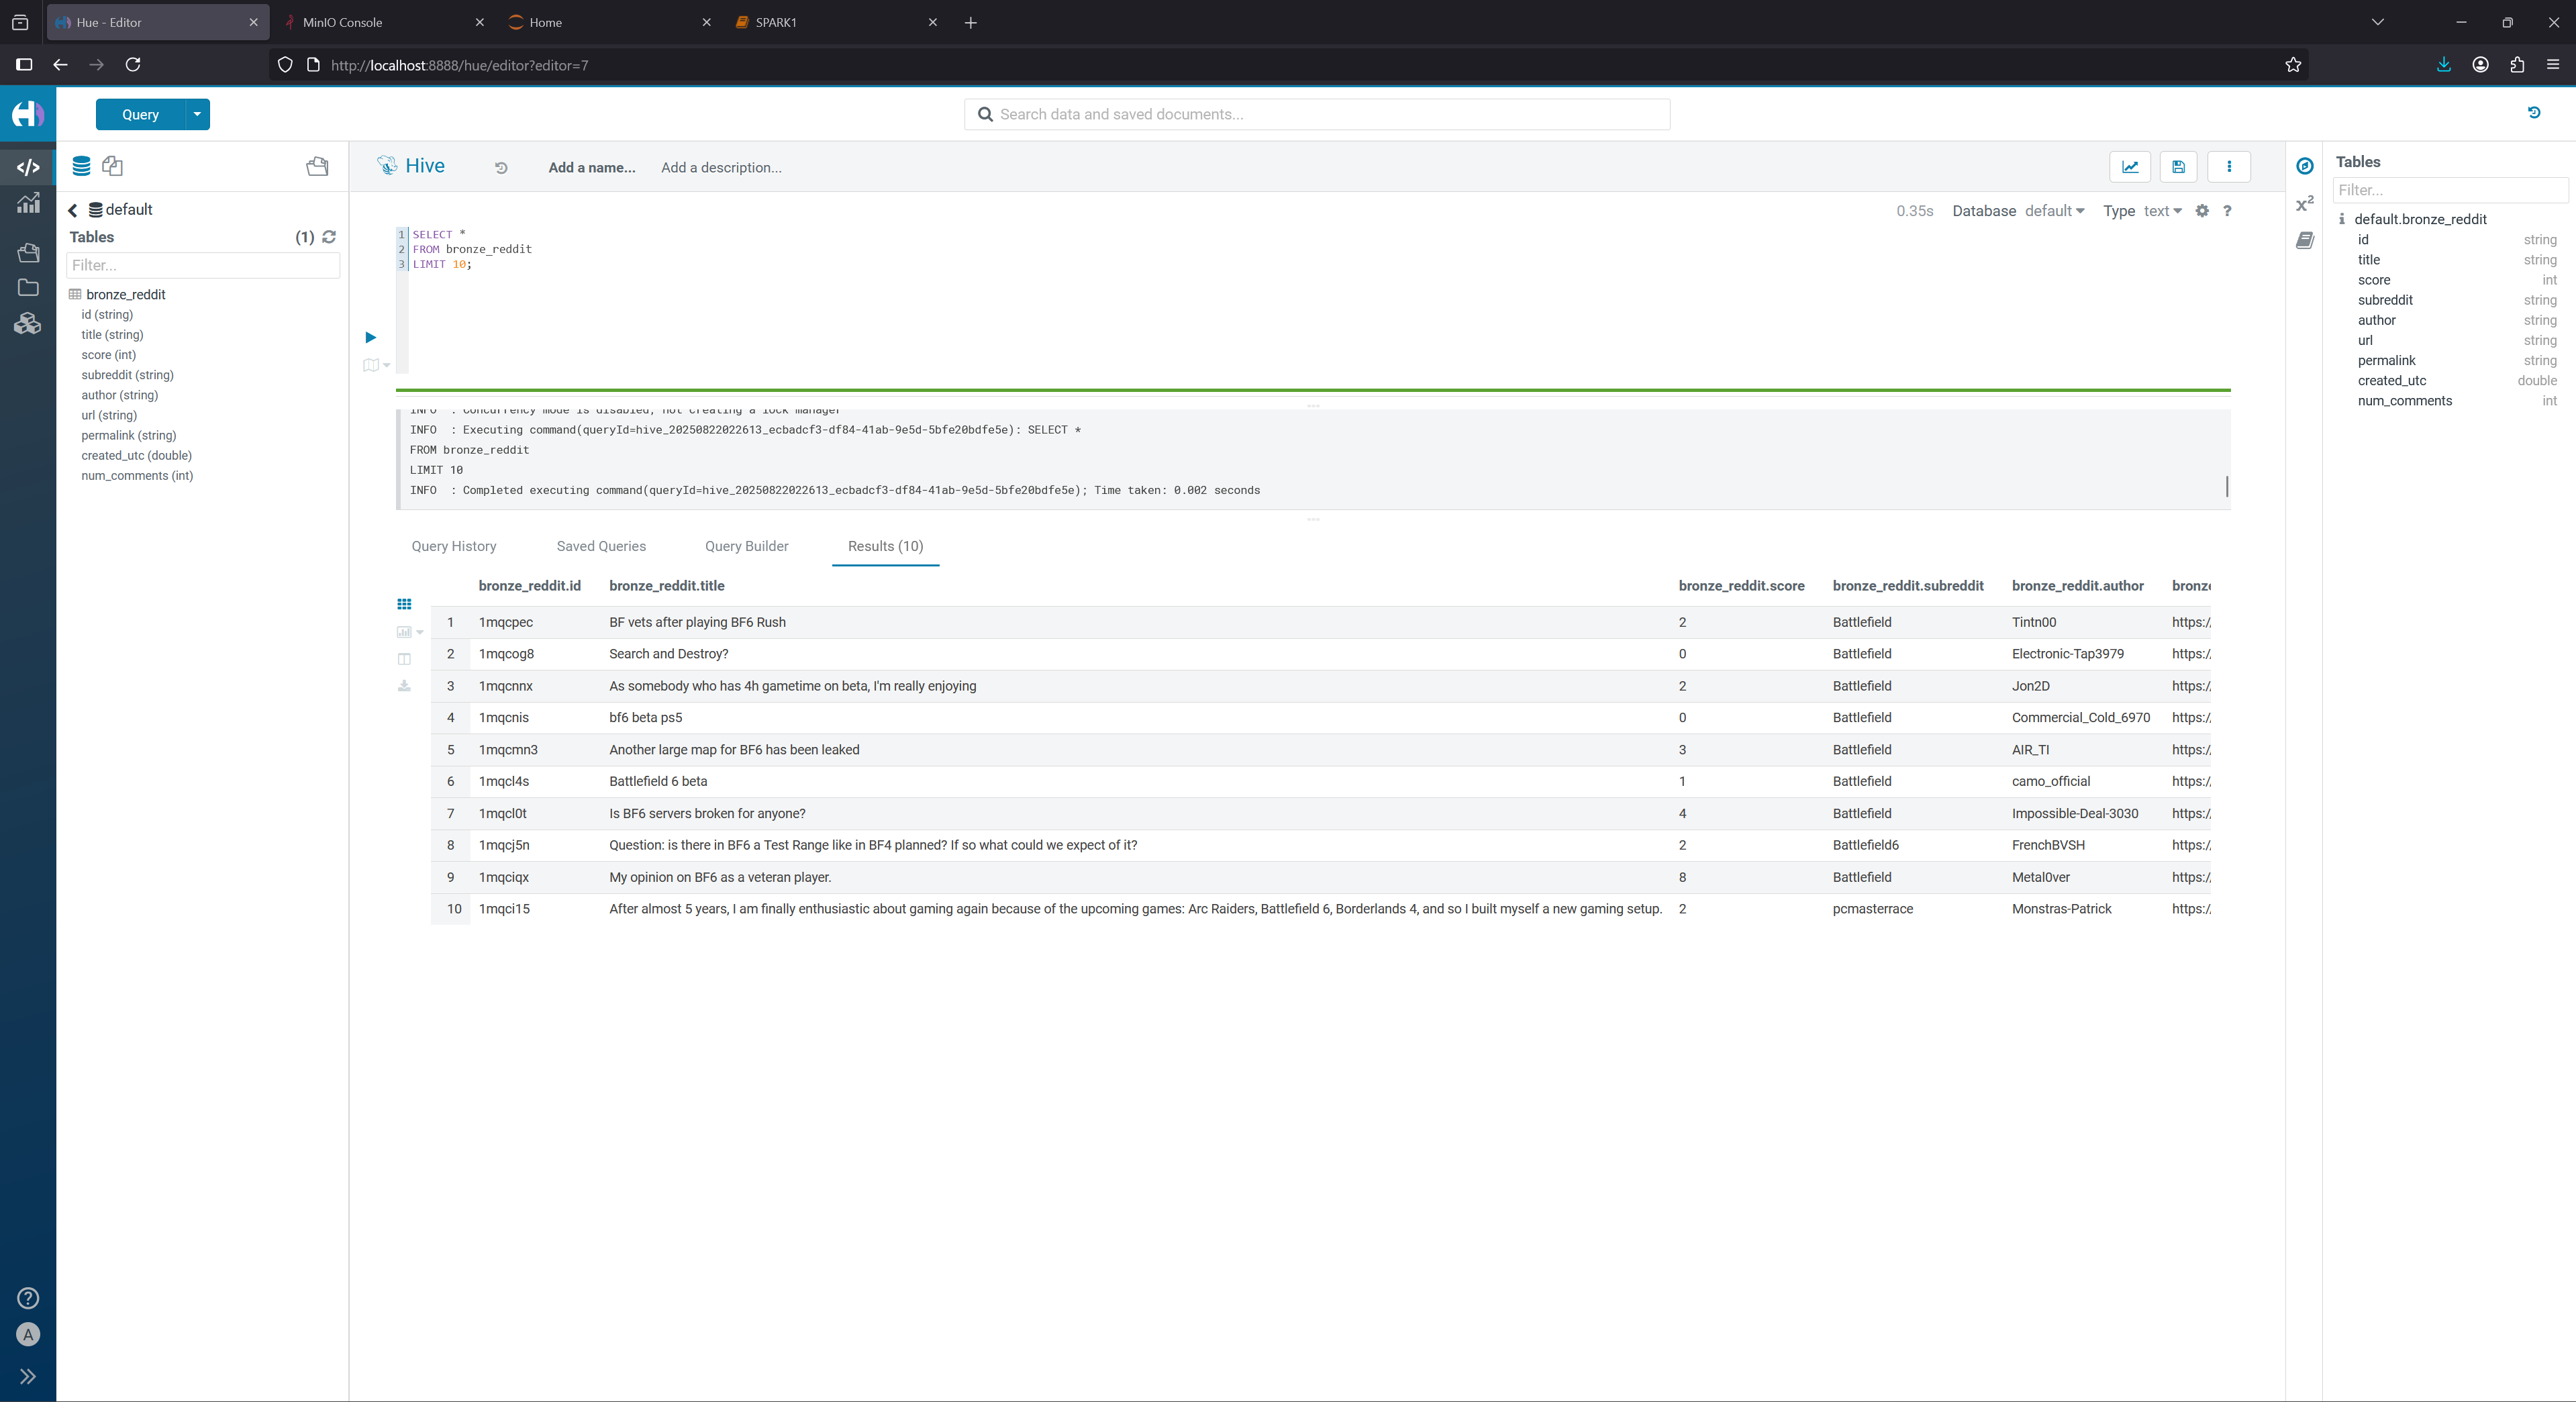 Hue - Editor
MinIO Console
Home
SPARK1
http://localhost:8888/hue/editor?editor=7
Query
Search data and saved documents...
default
Tables (1)
Filter...
bronze_reddit
id (string)
title (string)
score (int)
subreddit (string)
author (string)
url (string)
permalink (string)
created_utc (double)
num_comments (int)
A
Hive Add a name... Add a description...
0.35s Database default Type text ?
1 SELECT *
2 FROM bronze_reddit
3 LIMIT 10;
INFO : Concurrency mode is disabled, not creating a lock manager
INFO : Executing command(queryId=hive_20250822022613_ecbadcf3-df84-41ab-9e5d-5bfe20bdfe5e): SELECT *
FROM bronze_reddit
LIMIT 10
INFO : Completed executing command(queryId=hive_20250822022613_ecbadcf3-df84-41ab-9e5d-5bfe20bdfe5e); Time taken: 0.002 seconds
Query History Saved Queries Query Builder Results (10)
bronze_reddit.id bronze_reddit.title bronze_reddit.score bronze_reddit.subreddit bronze_reddit.author bronze
1 1mqcpec BF vets after playing BF6 Rush 2 Battlefield Tintn00 https:/
2 1mqcog8 Search and Destroy? 0 Battlefield Electronic-Tap3979 https:/
3 1mqcnnx As somebody who has 4h gametime on beta, I'm really enjoying 2 Battlefield Jon2D https:/
4 1mqcnis bf6 beta ps5 0 Battlefield Commercial_Cold_6970 https:/
5 1mqcmn3 Another large map for BF6 has been leaked 3 Battlefield AIR_TI https:/
6 1mqcl4s Battlefield 6 beta 1 Battlefield camo_official https:/
7 1mqcl0t Is BF6 servers broken for anyone? 4 Battlefield Impossible-Deal-3030 https:/
8 1mqcj5n Question: is there in BF6 a Test Range like in BF4 planned? If so what could we expect of it? 2 Battlefield6 FrenchBVSH https:/
9 1mqciqx My opinion on BF6 as a veteran player. 8 Battlefield Metal0ver https:/
10 1mqci15 After almost 5 years, I am finally enthusiastic about gaming again because of the upcoming games: Arc Raiders, Battlefield 6, Borderlands 4, and so I built myself a new gaming setup. 2 pcmasterrace Monstras-Patrick https:/
x²
Tables
Filter...
default.bronze_reddit
id string
title string
score int
subreddit string
author string
url string
permalink string
created_utc double
num_comments int